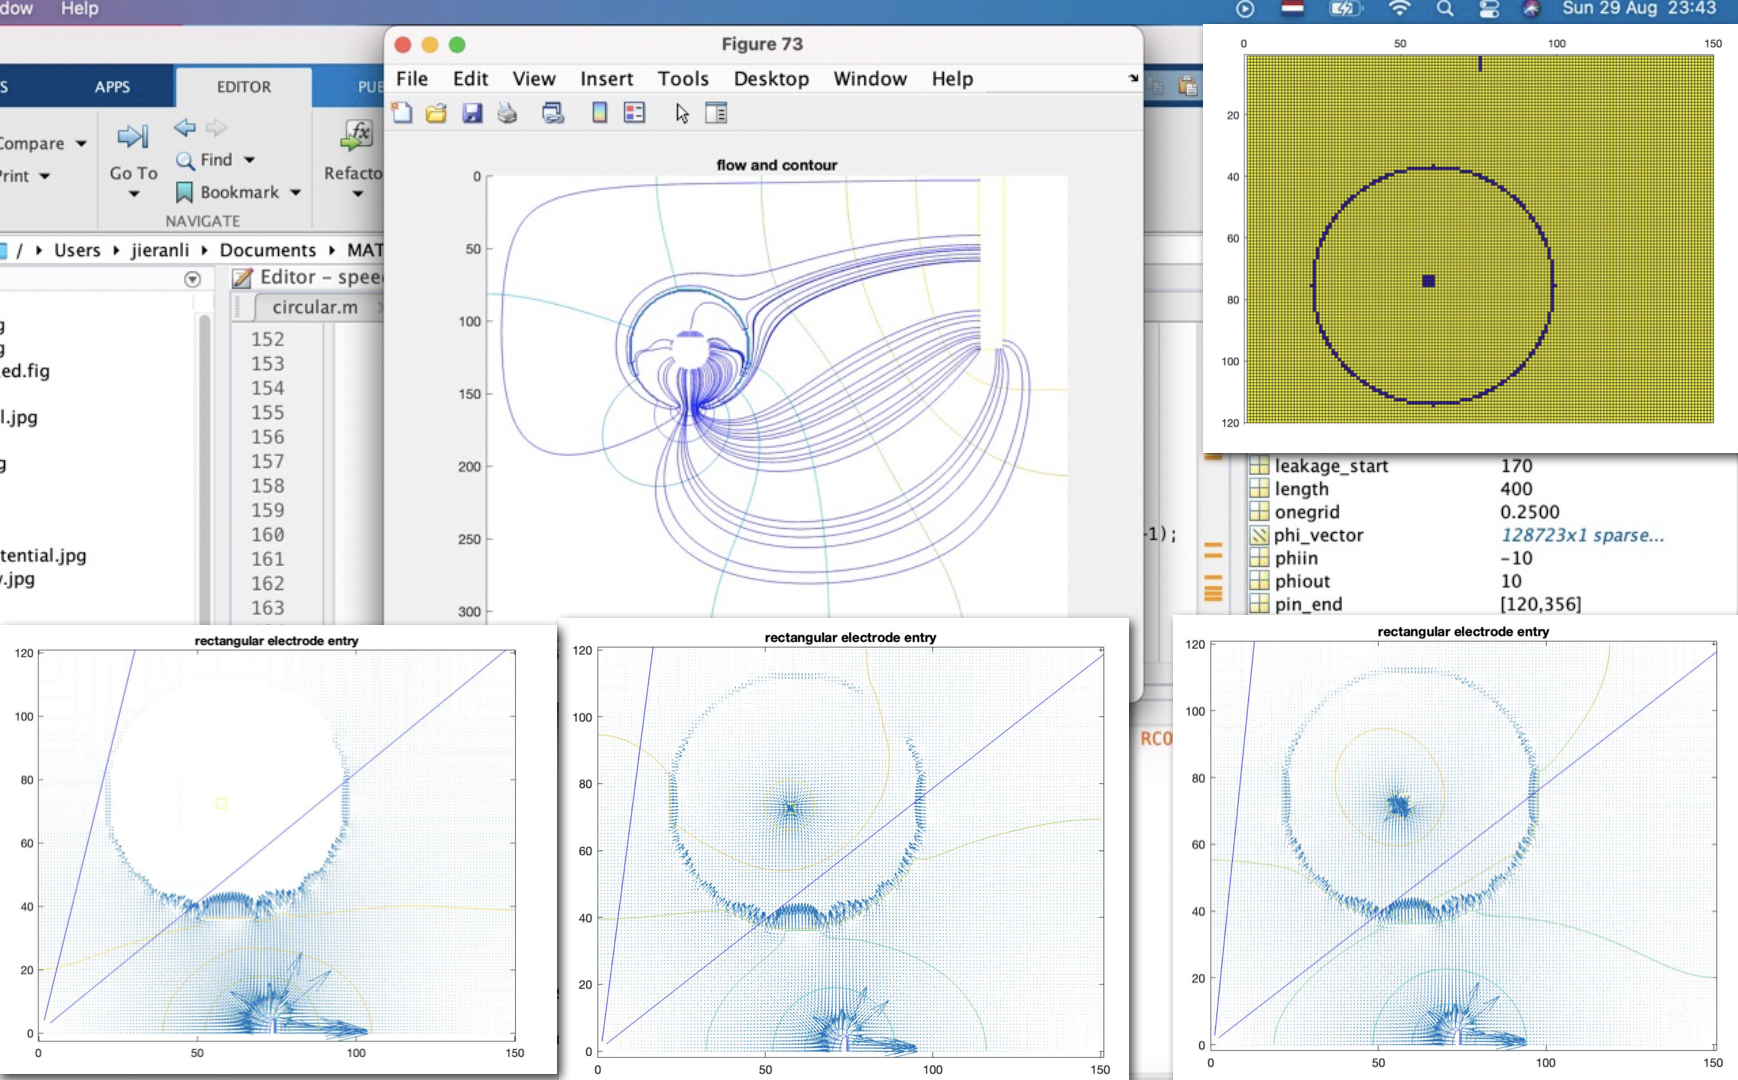 dow Help Sun 29 Aug 23:43
Figure 73
File Edit View Insert Tools Desktop Window Help
S APPS EDITOR PU
Compare
Print
Go To
Find
Bookmark
NAVIGATE
fx
Refacto
/ Users jieranli Documents MAT
Editor – spee
circular.m
g
g
ed.fig
l.jpg
g
tential.jpg
v.jpg
152
153
154
155
156
157
158
159
160
161
162
163
flow and contour
0
50
100
150
200
250
300
0 50 100 150
20
40
60
80
100
120
-1);
leakage_start 170
length 400
onegrid 0.2500
phi_vector 128723x1 sparse...
phiin -10
phiout 10
pin_end [120,356]
RCO
rectangular electrode entry
120
100
80
60
40
20
0
0 50 100 150
rectangular electrode entry
120
100
80
60
40
20
0
0 50 100 150
rectangular electrode entry
120
100
80
60
40
20
0
0 50 100 150